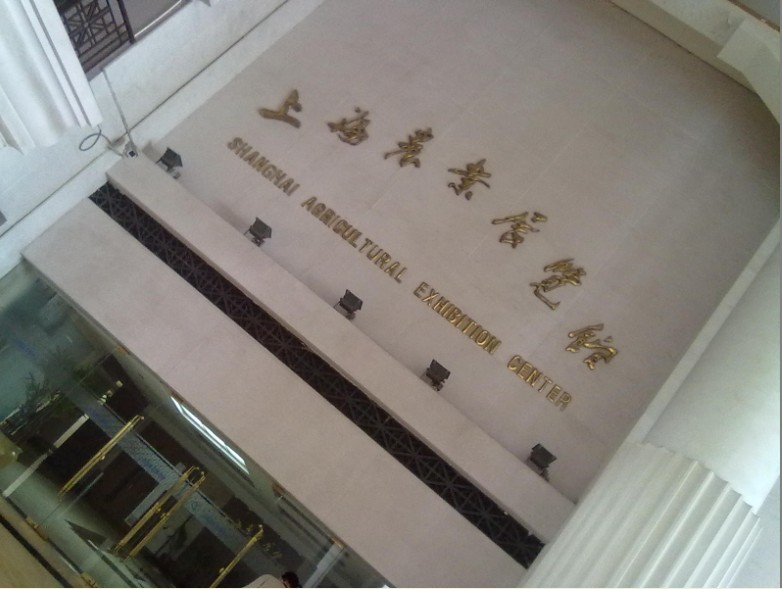 上海农业展览馆
SHANGHAI AGRICULTURAL EXHIBITION CENTER